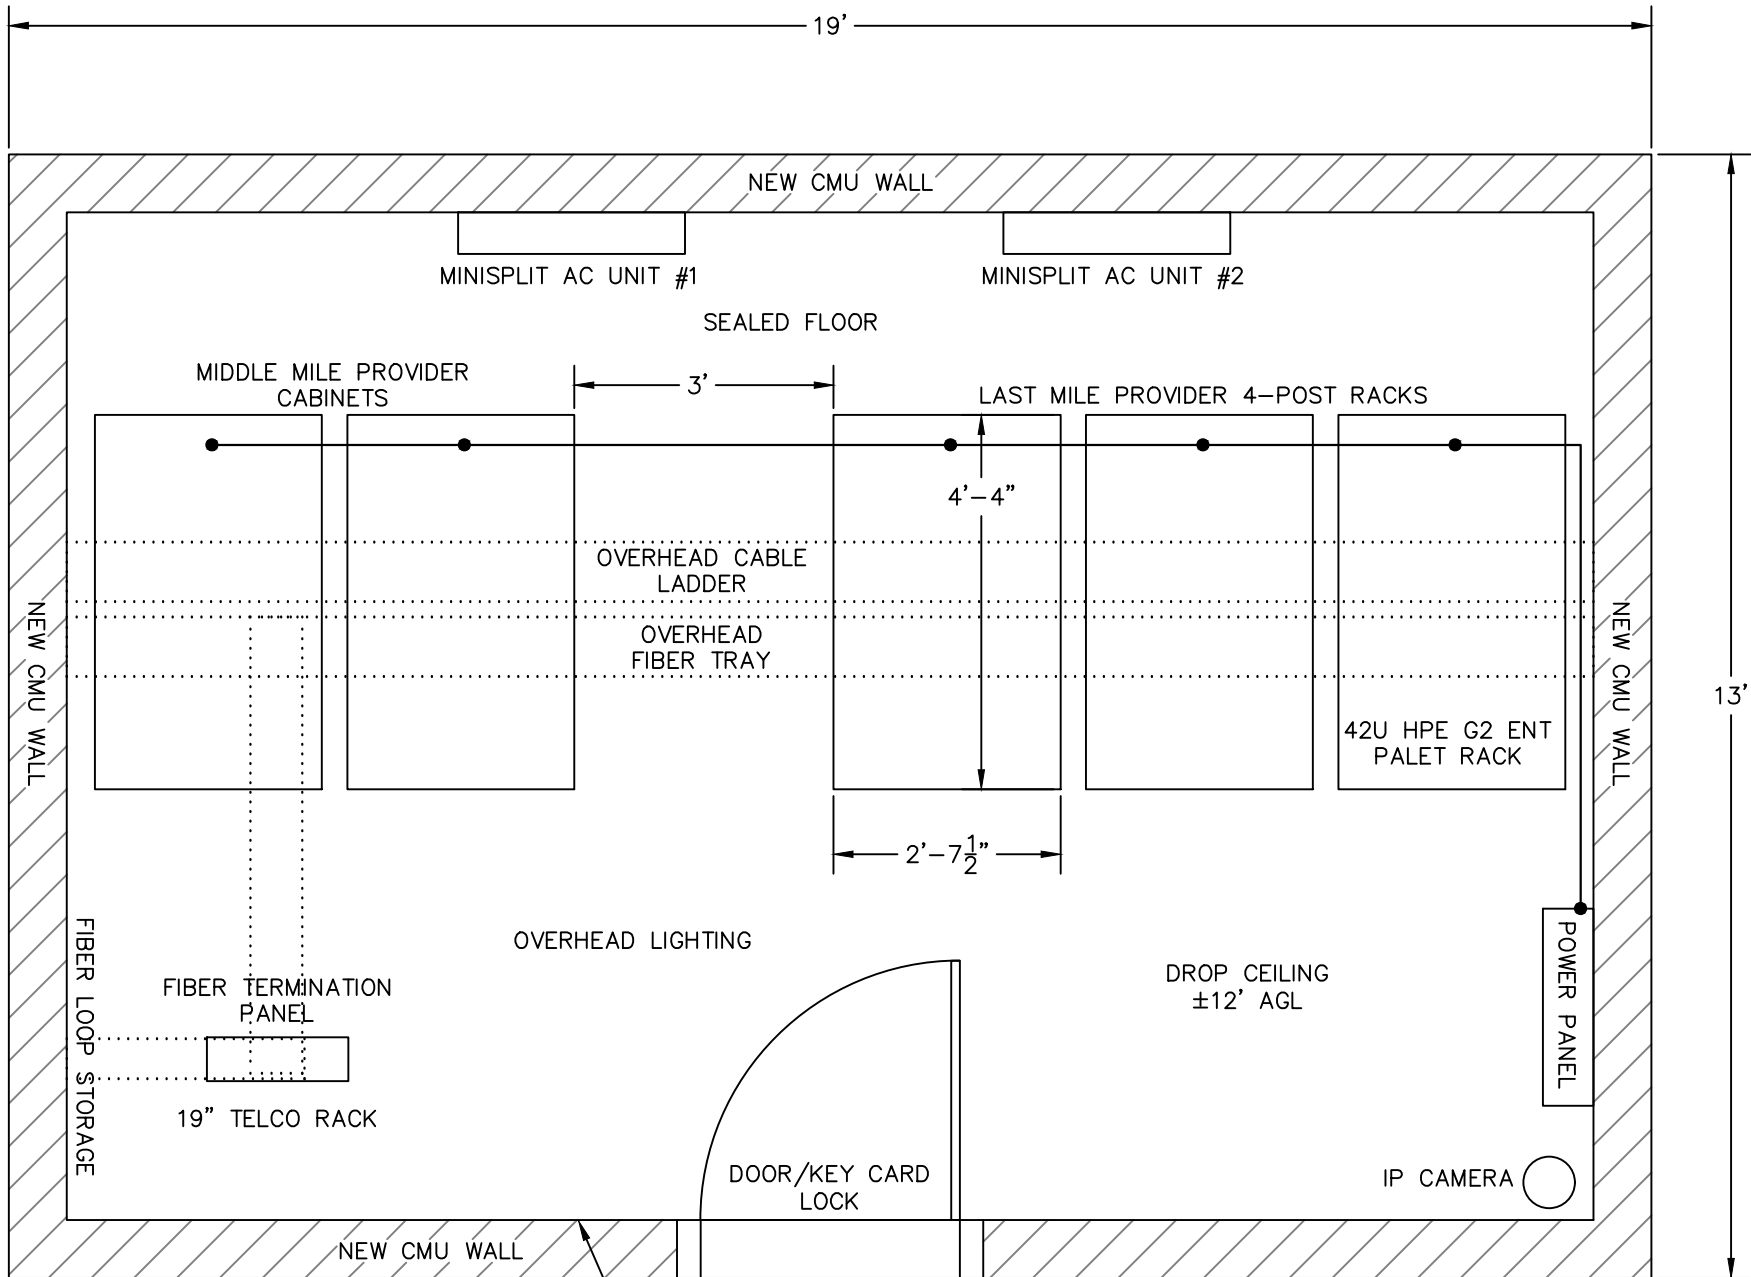 19'
NEW CMU WALL
MINISPLIT AC UNIT #1
MINISPLIT AC UNIT #2
SEALED FLOOR
MIDDLE MILE PROVIDER
CABINETS
3'
LAST MILE PROVIDER 4-POST RACKS
4'-4"
OVERHEAD CABLE
LADDER
OVERHEAD
FIBER TRAY
NEW CMU WALL
NEW CMU WALL
13'
42U HPE G2 ENT
PALET RACK
2'-7 1/2"
FIBER LOOP STORAGE
OVERHEAD LIGHTING
FIBER TERMINATION
PANEL
DROP CEILING
±12' AGL
POWER PANEL
19" TELCO RACK
DOOR/KEY CARD
LOCK
IP CAMERA
NEW CMU WALL